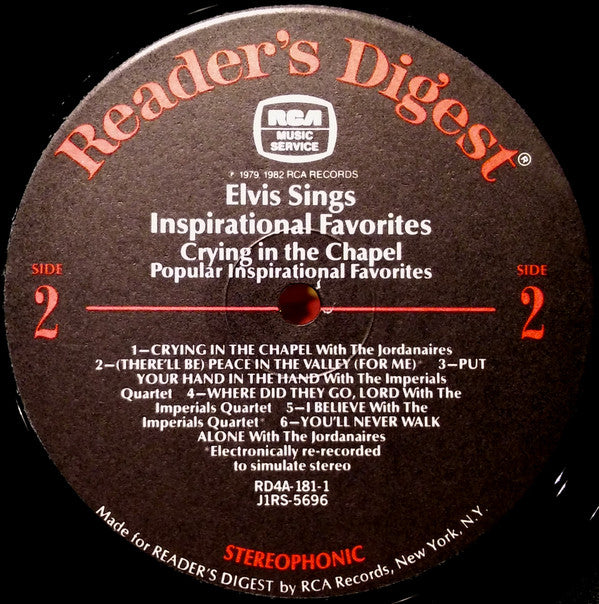 Reader's Digest®
RCA
MUSIC
SERVICE
℗ 1979, 1982 RCA RECORDS
Elvis Sings
Inspirational Favorites
Crying in the Chapel
Popular Inspirational Favorites
SIDE
2
SIDE
2
1—CRYING IN THE CHAPEL With The Jordanaires
2—(THERE'LL BE) PEACE IN THE VALLEY (FOR ME)* 3—PUT
YOUR HAND IN THE HAND With The Imperials
Quartet 4—WHERE DID THEY GO, LORD With The
Imperials Quartet 5—I BELIEVE With The
Imperials Quartet* 6—YOU'LL NEVER WALK
ALONE With The Jordanaires
*Electronically re-recorded
to simulate stereo
RD4A-181-1
J1RS-5696
STEREOPHONIC
Made for READER'S DIGEST by RCA Records, New York, N.Y.